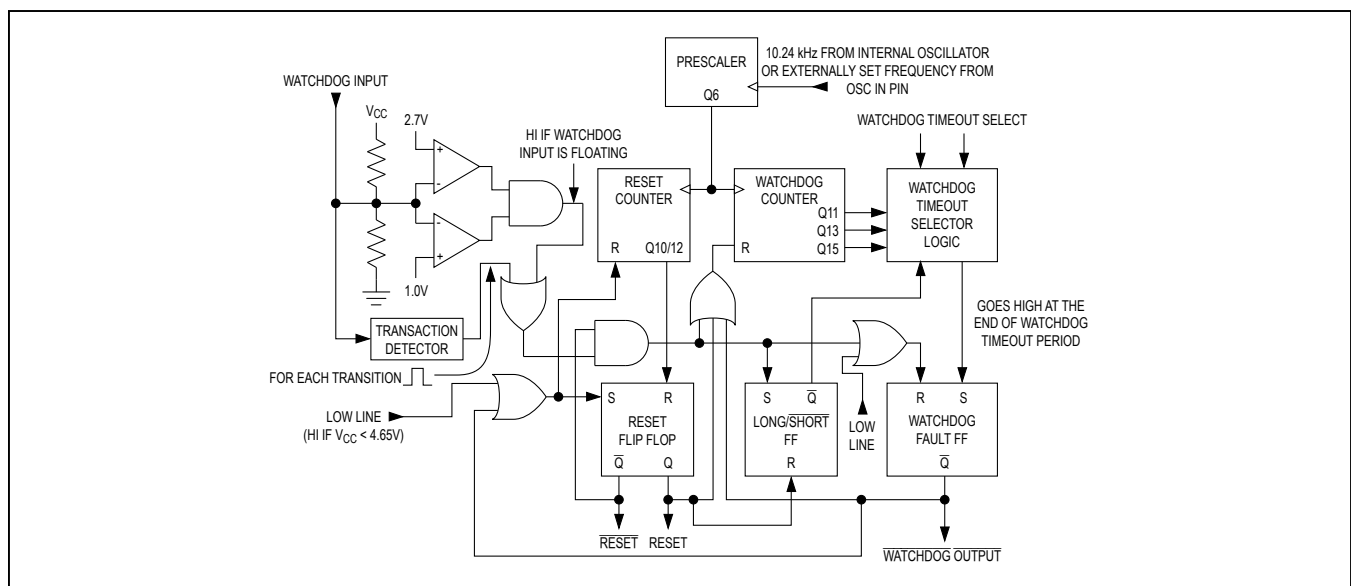 PRESCALER
Q6
10.24 kHz FROM INTERNAL OSCILLATOR
OR EXTERNALLY SET FREQUENCY FROM
OSC IN PIN
WATCHDOG INPUT
VCC
2.7V
+
-
-
+
1.0V
HI IF WATCHDOG
INPUT IS FLOATING
WATCHDOG TIMEOUT SELECT
RESET
COUNTER
R
Q10/12
WATCHDOG
COUNTER
Q11
Q13
Q15
R
WATCHDOG
TIMEOUT
SELECTOR
LOGIC
TRANSACTION
DETECTOR
GOES HIGH AT THE
END OF WATCHDOG
TIMEOUT PERIOD
FOR EACH TRANSITION
LOW LINE
(HI IF VCC < 4.65V)
S
R
RESET
FLIP FLOP
Q̅
Q
S
Q̅
LONG/S̅H̅O̅R̅T̅
FF
R
LOW
LINE
R
S
WATCHDOG
FAULT FF
Q̅
R̅E̅S̅E̅T̅
RESET
W̅A̅T̅C̅H̅D̅O̅G̅ O̅U̅T̅P̅U̅T̅